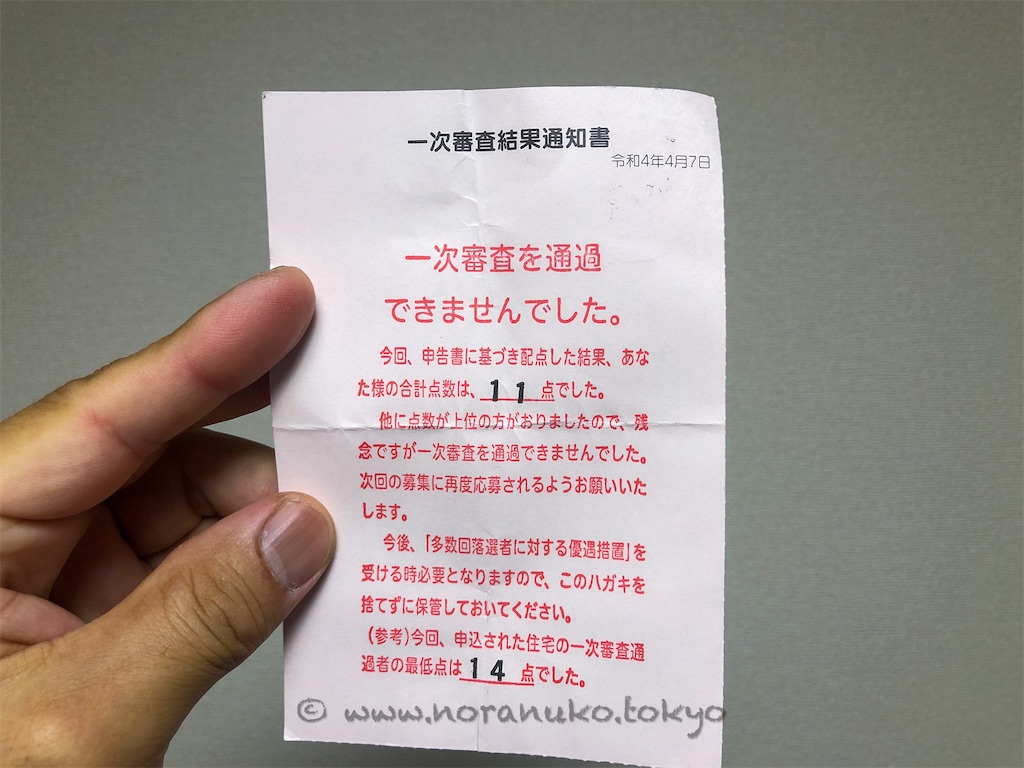 一次審査結果通知書
令和4年4月7日
一次審査を通過
できませんでした。
今回、申告書に基づき配点した結果、あな
た様の合計点数は、11点でした。
他に点数が上位の方がおりましたので、残
念ですが一次審査を通過できませんでした。
次回の募集に再度応募されるようお願いいた
します。
今後、「多数回落選者に対する優遇措置」を
受ける時必要となりますので、このハガキを
捨てずに保管しておいてください。
(参考)今回、申込された住宅の一次審査通
過者の最低点は14点でした。
© www.noranuko.tokyo